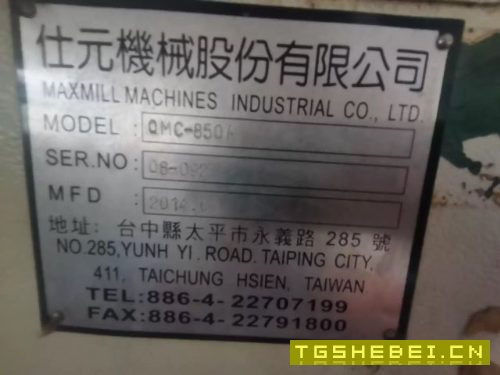 仕元機械股份有限公司
MAXMILL MACHINES INDUSTRIAL CO., LTD.
MODEL : QMC-850
SER.NO :
MFD :
地址: 台中縣太平市永義路 285 號
NO.285,YUNH YI. ROAD. TAIPING CITY,
411, TAICHUNG HSIEN, TAIWAN
TEL:886-4-22707199
FAX:886-4-22791800
TGSHEBEI.CN